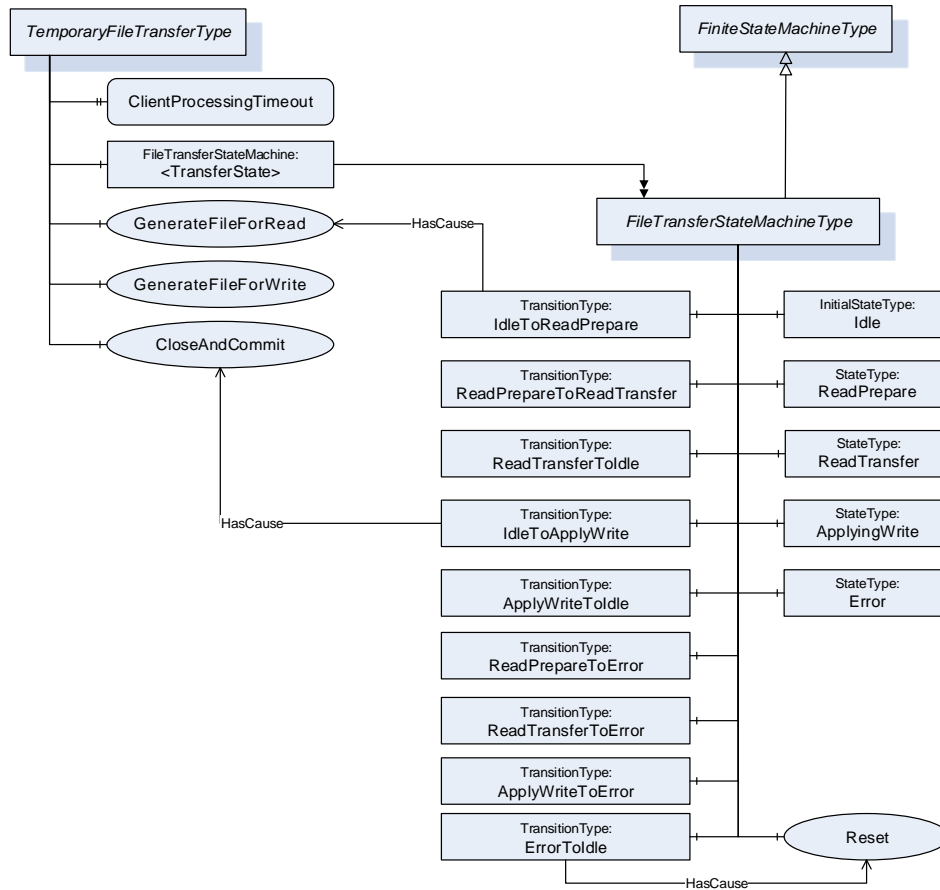 TemporaryFileTransferType
FiniteStateMachineType
ClientProcessingTimeout
FileTransferStateMachine:
<TransferState>
GenerateFileForRead
HasCause
FileTransferStateMachineType
GenerateFileForWrite
TransitionType:
IdleToReadPrepare
InitialStateType:
Idle
CloseAndCommit
TransitionType:
ReadPrepareToReadTransfer
StateType:
ReadPrepare
TransitionType:
ReadTransferToIdle
StateType:
ReadTransfer
HasCause
TransitionType:
IdleToApplyWrite
StateType:
ApplyingWrite
TransitionType:
ApplyWriteToIdle
StateType:
Error
TransitionType:
ReadPrepareToError
TransitionType:
ReadTransferToError
TransitionType:
ApplyWriteToError
TransitionType:
ErrorToIdle
Reset
HasCause